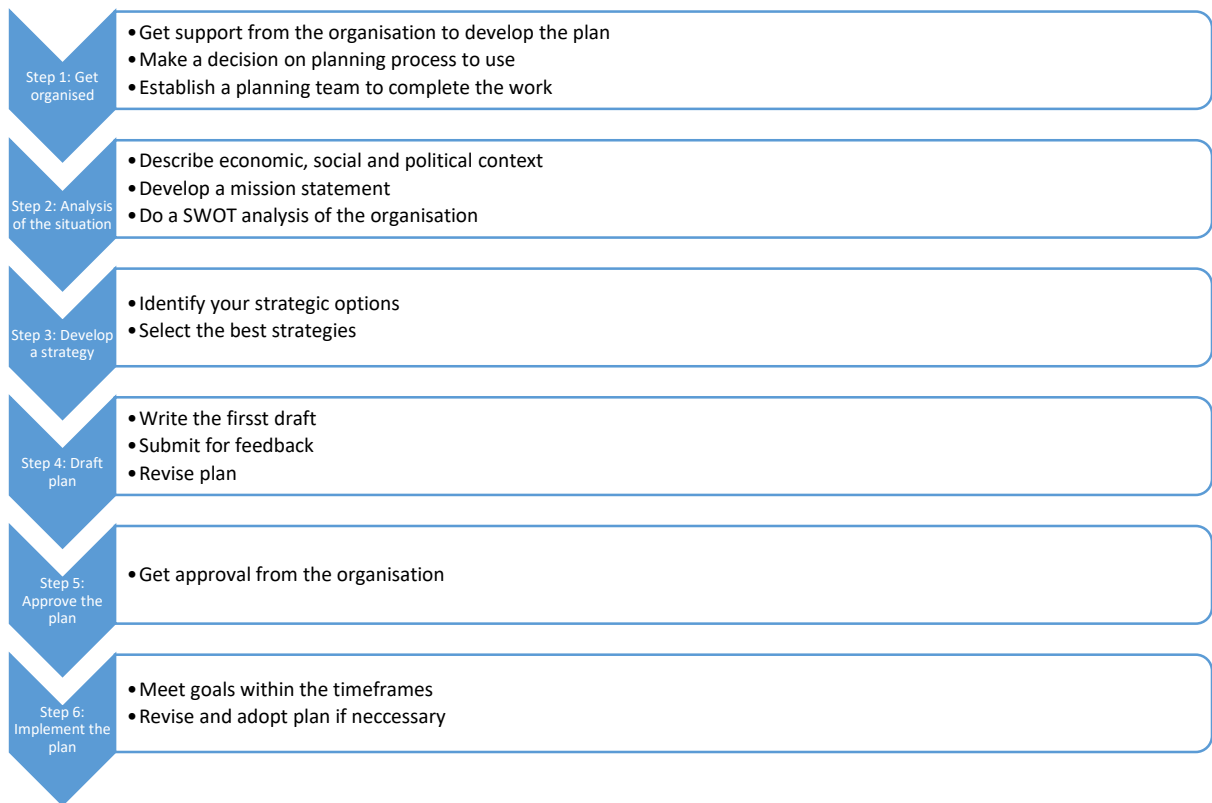 Step 1: Get
organised
• Get support from the organisation to develop the plan
• Make a decision on planning process to use
• Establish a planning team to complete the work
Step 2: Analysis
of the situation
• Describe economic, social and political context
• Develop a mission statement
• Do a SWOT analysis of the organisation
Step 3: Develop
a strategy
• Identify your strategic options
• Select the best strategies
Step 4: Draft
plan
• Write the firsst draft
• Submit for feedback
• Revise plan
Step 5:
Approve the
plan
• Get approval from the organisation
Step 6:
Implement the
plan
• Meet goals within the timeframes
• Revise and adopt plan if neccessary